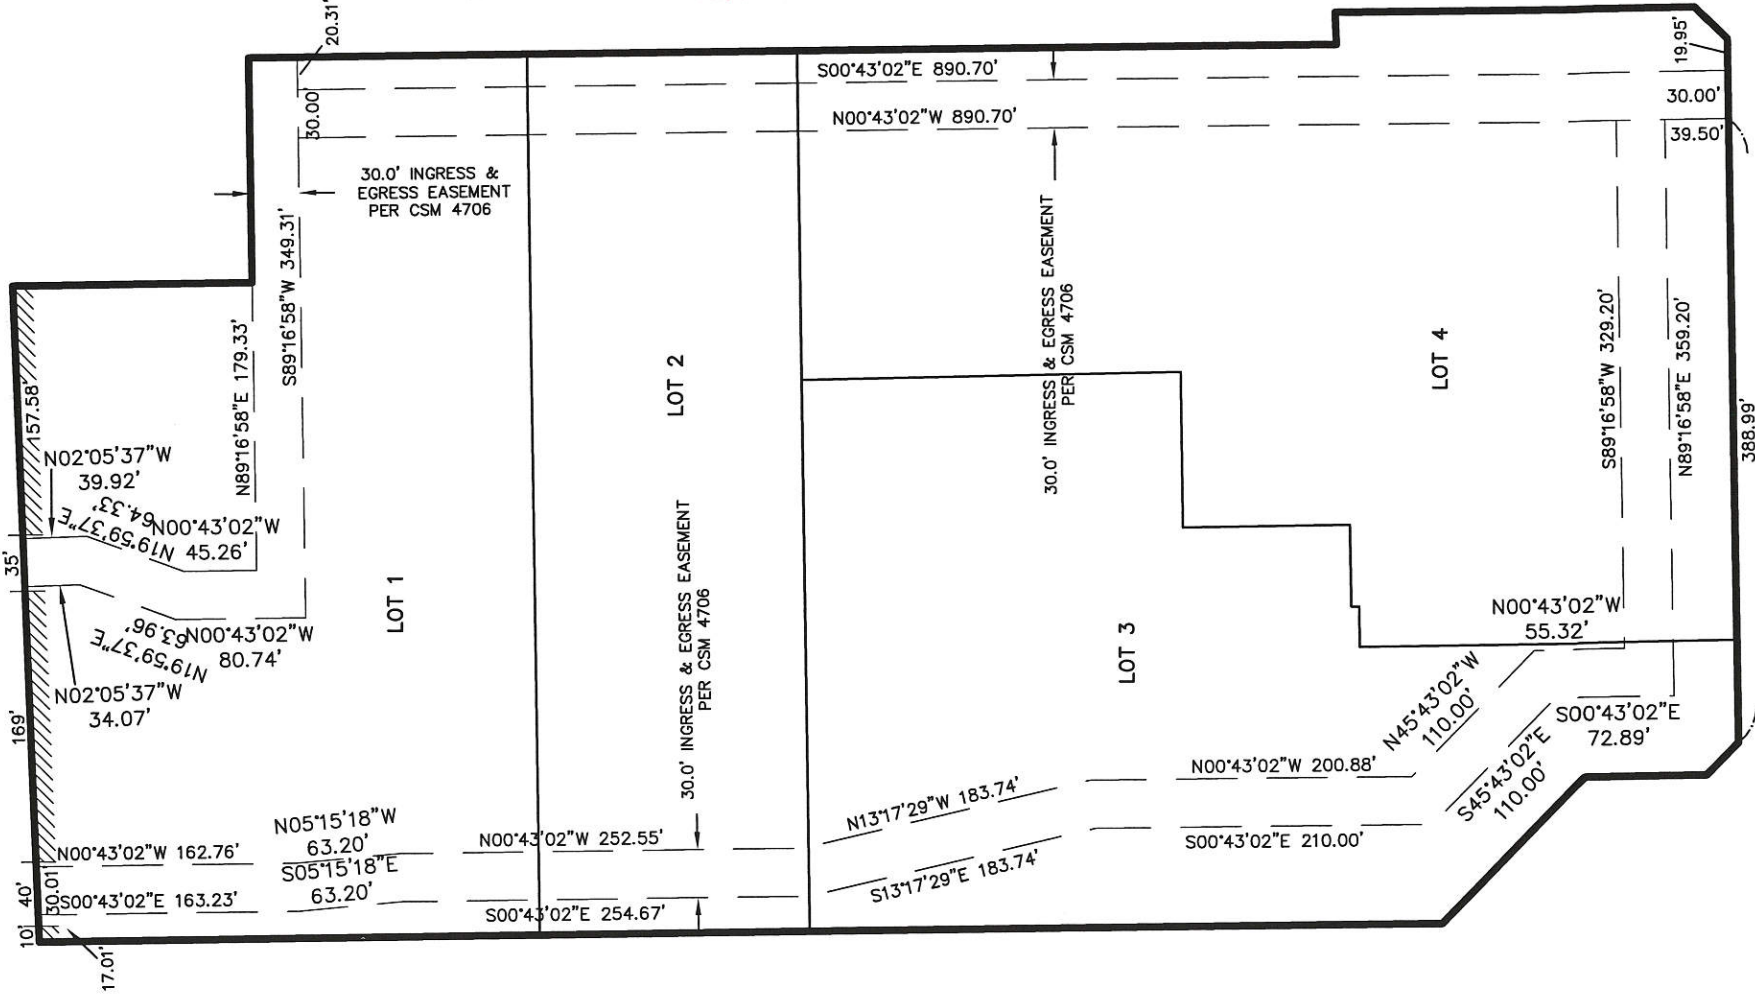 20.31'
19.95'
S00°43'02"E 890.70'
30.00'
30.00'
N00°43'02"W 890.70'
39.50'
30.0' INGRESS &
EGRESS EASEMENT
PER CSM 4706
S89°16'58"W 349.31'
N89°16'58"E 179.33'
157.58'
30.0' INGRESS & EGRESS EASEMENT
PER CSM 4706
LOT 2
LOT 4
S89°16'58"W 329.20'
N89°16'58"E 359.20'
388.99'
N02°05'37"W
39.92'
N19°59'37"E
64.33'
N00°43'02"W
45.26'
35'
LOT 1
30.0' INGRESS & EGRESS EASEMENT
PER CSM 4706
LOT 3
N00°43'02"W
55.32'
N19°59'37"E
63.96'
N00°43'02"W
80.74'
N02°05'37"W
34.07'
169'
N45°43'02"W
110.00'
S00°43'02"E
72.89'
S45°43'02"E
110.00'
N00°43'02"W 200.88'
N13°17'29"W 183.74'
N05°15'18"W
63.20'
N00°43'02"W 252.55'
N00°43'02"W 162.76'
S05°15'18"E
63.20'
S00°43'02"E 210.00'
S13°17'29"E 183.74'
40'
30.01'
S00°43'02"E 163.23'
S00°43'02"E 254.67'
10'
17.01'